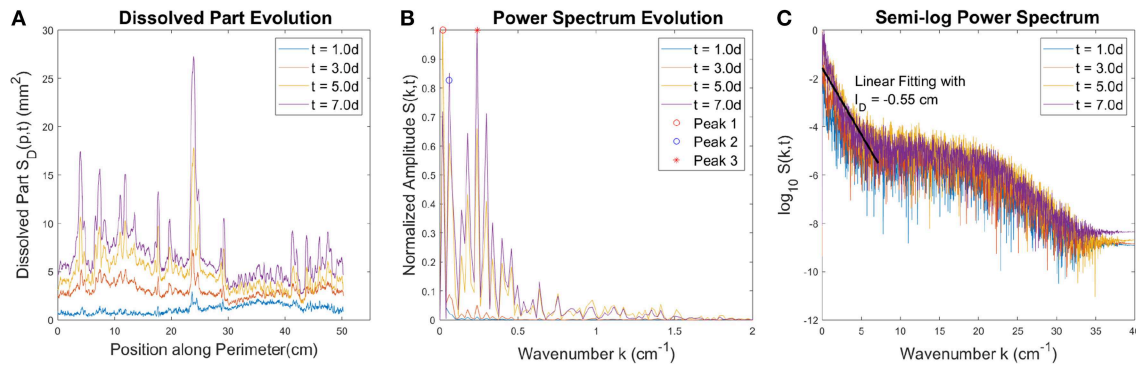 A
Dissolved Part Evolution
Dissolved Part S_D(p,t) (mm²)
30
25
20
15
10
5
0
0
10
20
30
40
50
Position along Perimeter(cm)
t = 1.0d
t = 3.0d
t = 5.0d
t = 7.0d
B
Power Spectrum Evolution
Normalized Amplitude S(k,t)
1
0.9
0.8
0.7
0.6
0.5
0.4
0.3
0.2
0.1
0
0
0.5
1
1.5
2
Wavenumber k (cm⁻¹)
t = 1.0d
t = 3.0d
t = 5.0d
t = 7.0d
Peak 1
Peak 2
Peak 3
C
Semi-log Power Spectrum
log₁₀ S(k,t)
0
-2
-4
-6
-8
-10
-12
0
5
10
15
20
25
30
35
40
Wavenumber k (cm⁻¹)
t = 1.0d
t = 3.0d
t = 5.0d
t = 7.0d
Linear Fitting with
l_D = -0.55 cm